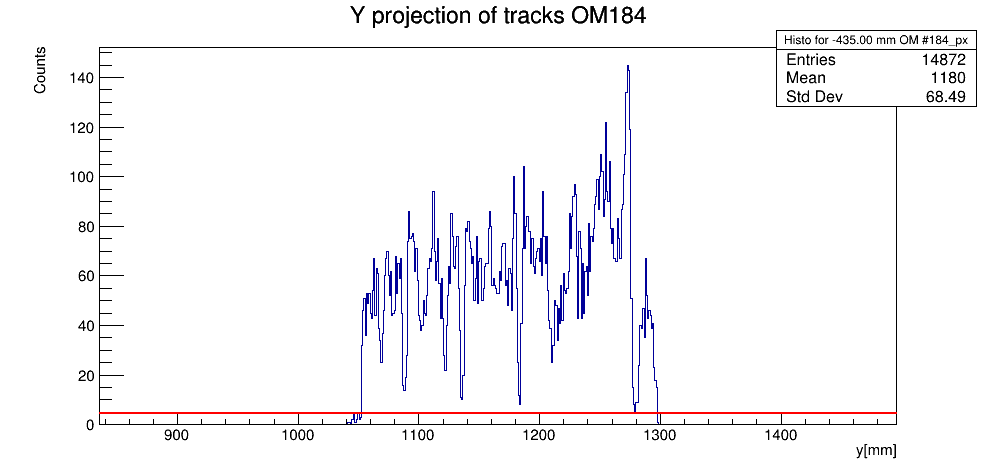 Y projection of tracks OM184
Histo for -435.00 mm OM #184_px
Entries 14872
Mean 1180
Std Dev 68.49
Counts
140
120
100
80
60
40
20
0
900 1000 1100 1200 1300 1400
y[mm]